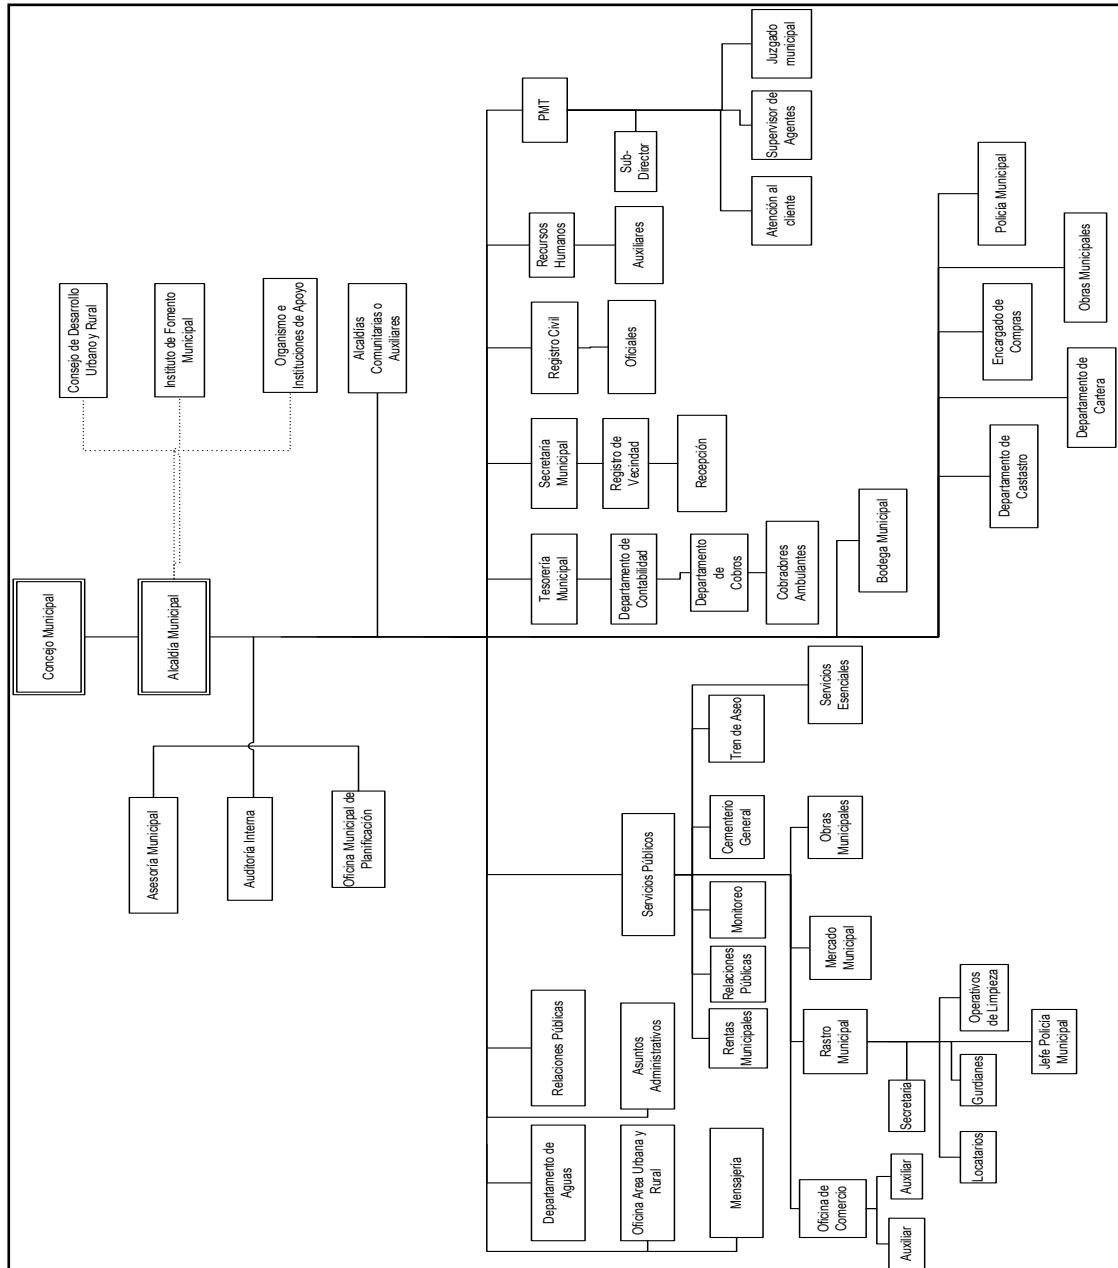 Concejo Municipal
Alcaldía Municipal
Consejo de Desarrollo
Urbano y Rural
Instituto de Fomento
Municipal
Organismo e
Instituciones de Apoyo
Alcaldías
Comunitarias o
Auxiliares
Asesoría Municipal
Auditoría Interna
Oficina Municipal de
Planificación
Departamento de
Aguas
Relaciones Públicas
Tesorería
Municipal
Secretaria
Municipal
Registro Civil
Recursos
Humanos
PMT
Oficina Area Urbana y
Rural
Asuntos
Administrativos
Servicios Públicos
Departamento de
Contabilidad
Registro de
Vecindad
Oficiales
Auxiliares
Sub-
Director
Mensajería
Rentas
Municipales
Relaciones
Públicas
Monitoreo
Cementerio
General
Tren de Aseo
Departamento
de
Cobros
Recepción
Atención al
cliente
Supervisor de
Agentes
Juzgado
municipal
Oficina de
Comercio
Rastro
Municipal
Mercado
Municipal
Obras
Municipales
Servicios
Esenciales
Cobradores
Ambulantes
Auxiliar
Auxiliar
Secretaria
Bodega Municipal
Locatarios
Gurdianes
Operativos
de Limpieza
Jefe Policía
Municipal
Departamento de
Castastro
Departamento de
Cartera
Encargado de
Compras
Obras Municipales
Policía Municipal